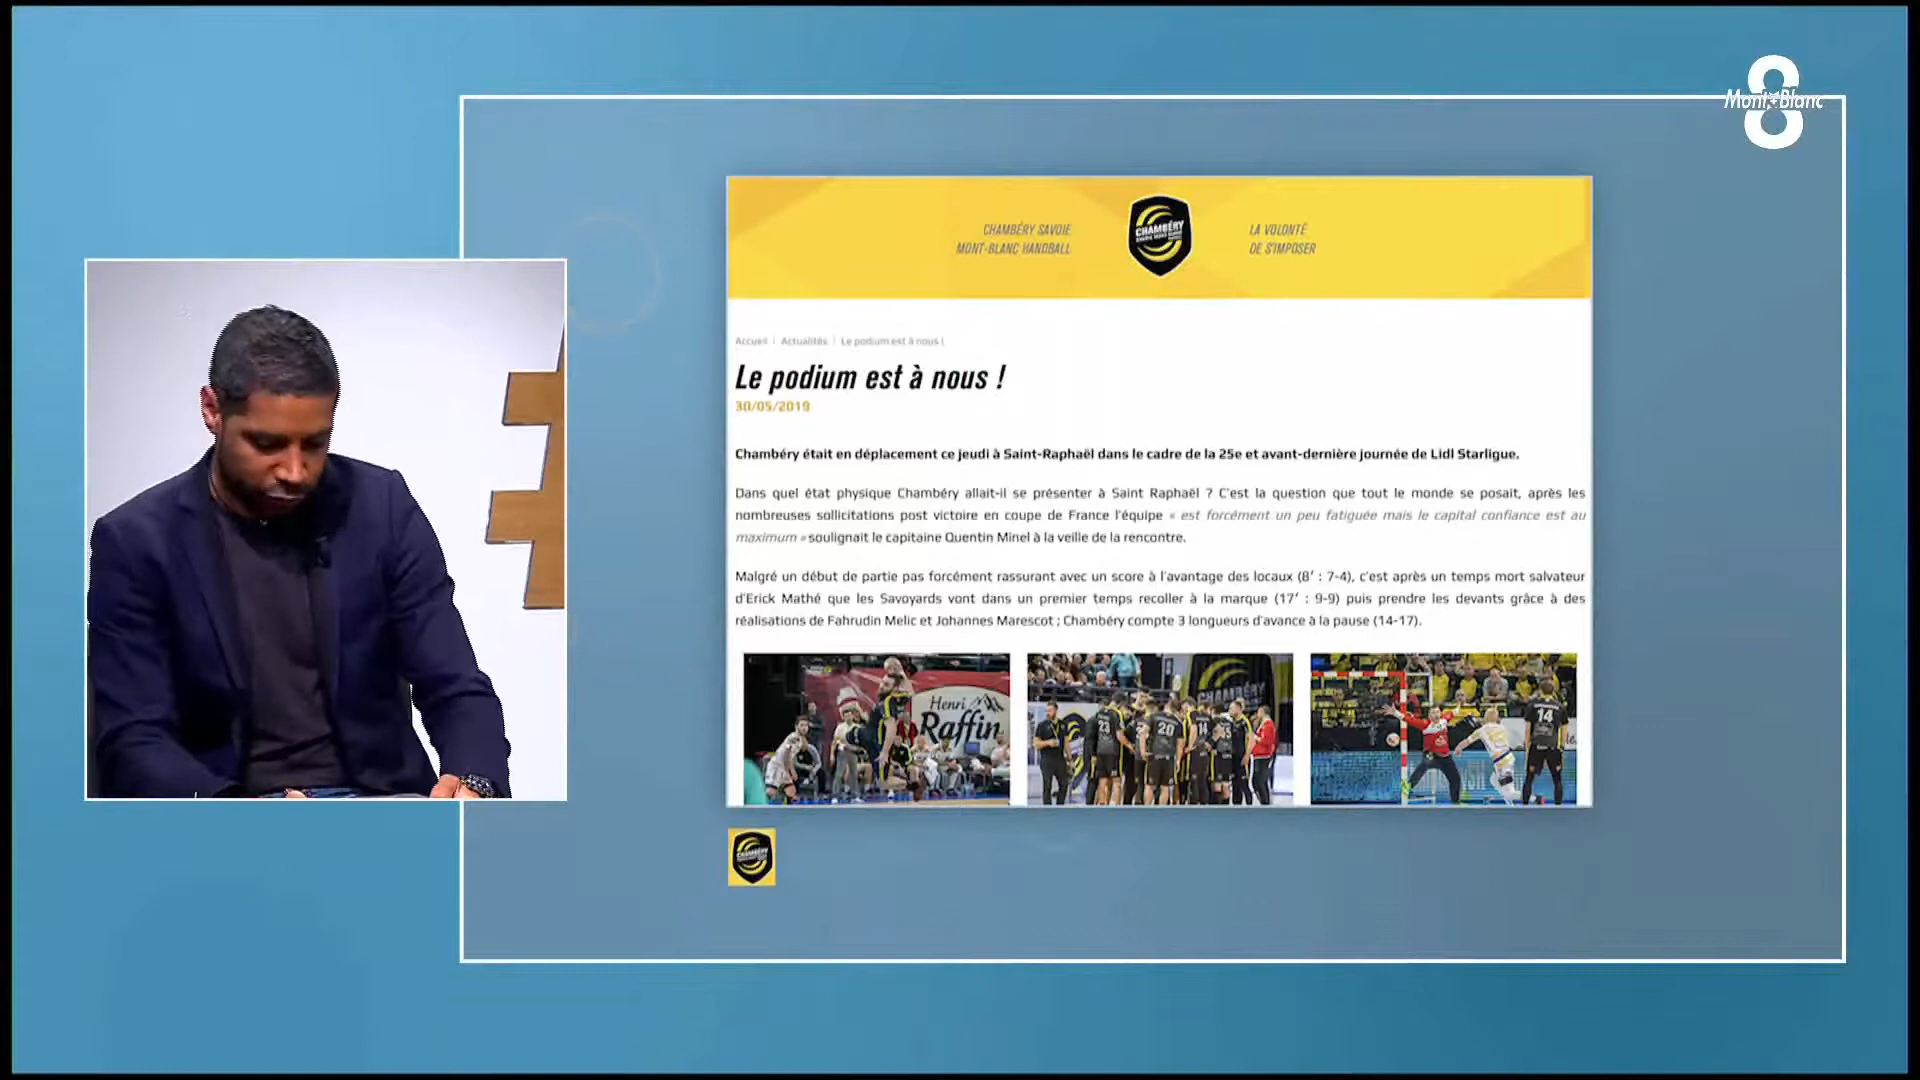 8
Mont Blanc
CHAMBÉRY SAVOIE
MONT-BLANC HANDBALL
CHAMBÉRY
LA VOLONTÉ
DE S'IMPOSER
Accueil | Actualités | Le podium est à nous !
Le podium est à nous !
30/05/2019
Chambéry était en déplacement ce jeudi à Saint-Raphaël dans le cadre de la 25e et avant-dernière journée de Lidl Starligue.
Dans quel état physique Chambéry allait-il se présenter à Saint Raphaël ? C'est la question que tout le monde se posait, après les
nombreuses sollicitations post victoire en coupe de France l'équipe « est forcément un peu fatiguée mais le capital confiance est au
maximum » soulignait le capitaine Quentin Minel à la veille de la rencontre.
Malgré un début de partie pas forcément rassurant avec un score à l'avantage des locaux (8' : 7-4), c'est après un temps mort salvateur
d'Erick Mathé que les Savoyards vont dans un premier temps recoller à la marque (17' : 9-9) puis prendre les devants grâce à des
réalisations de Fahrudin Melic et Johannes Marescot ; Chambéry compte 3 longueurs d'avance à la pause (14-17).
Henri
Raffin
CHAMBÉRY
23
20
14
14
CHAMBÉRY